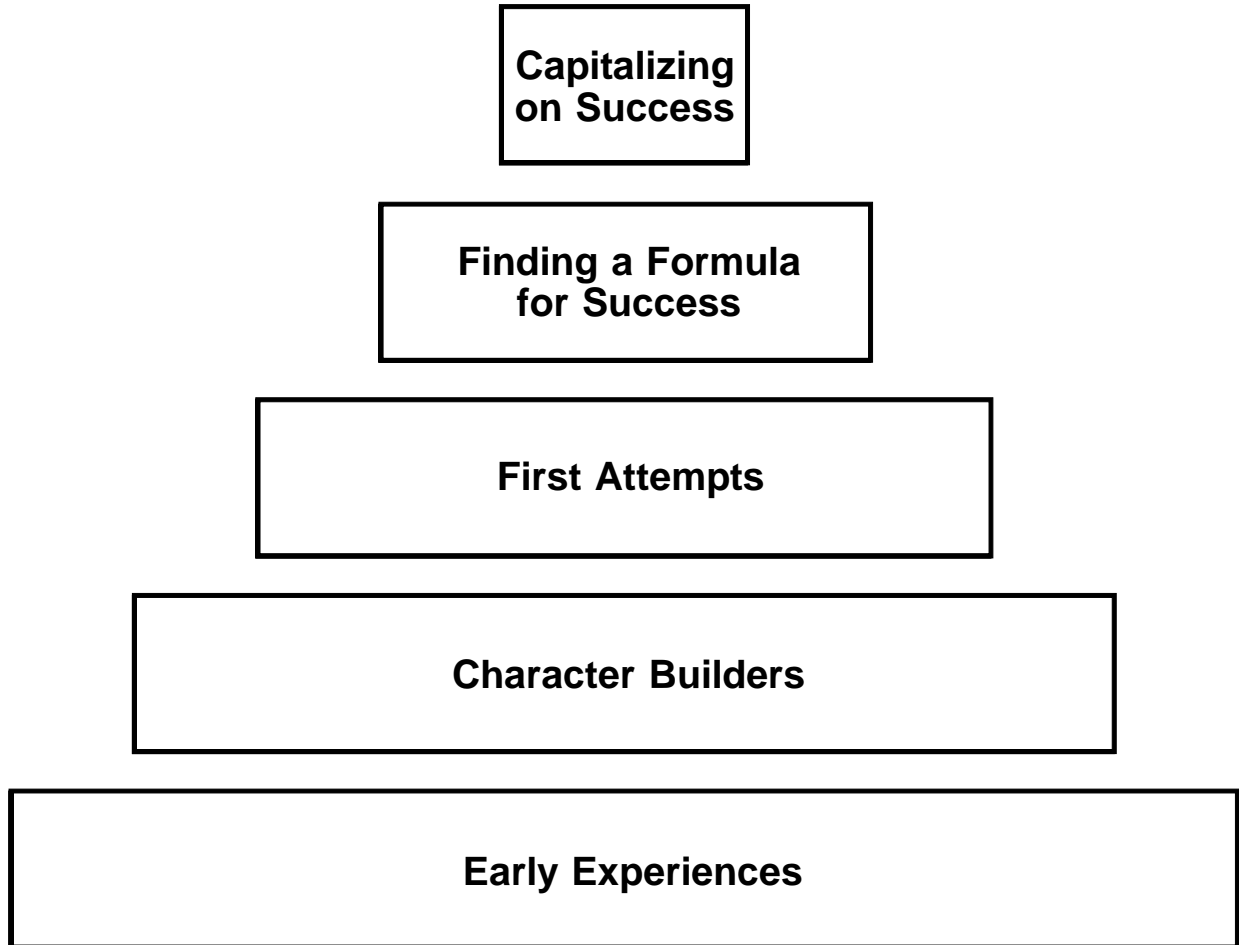 Capitalizing
on Success
Finding a Formula
for Success
First Attempts
Character Builders
Early Experiences